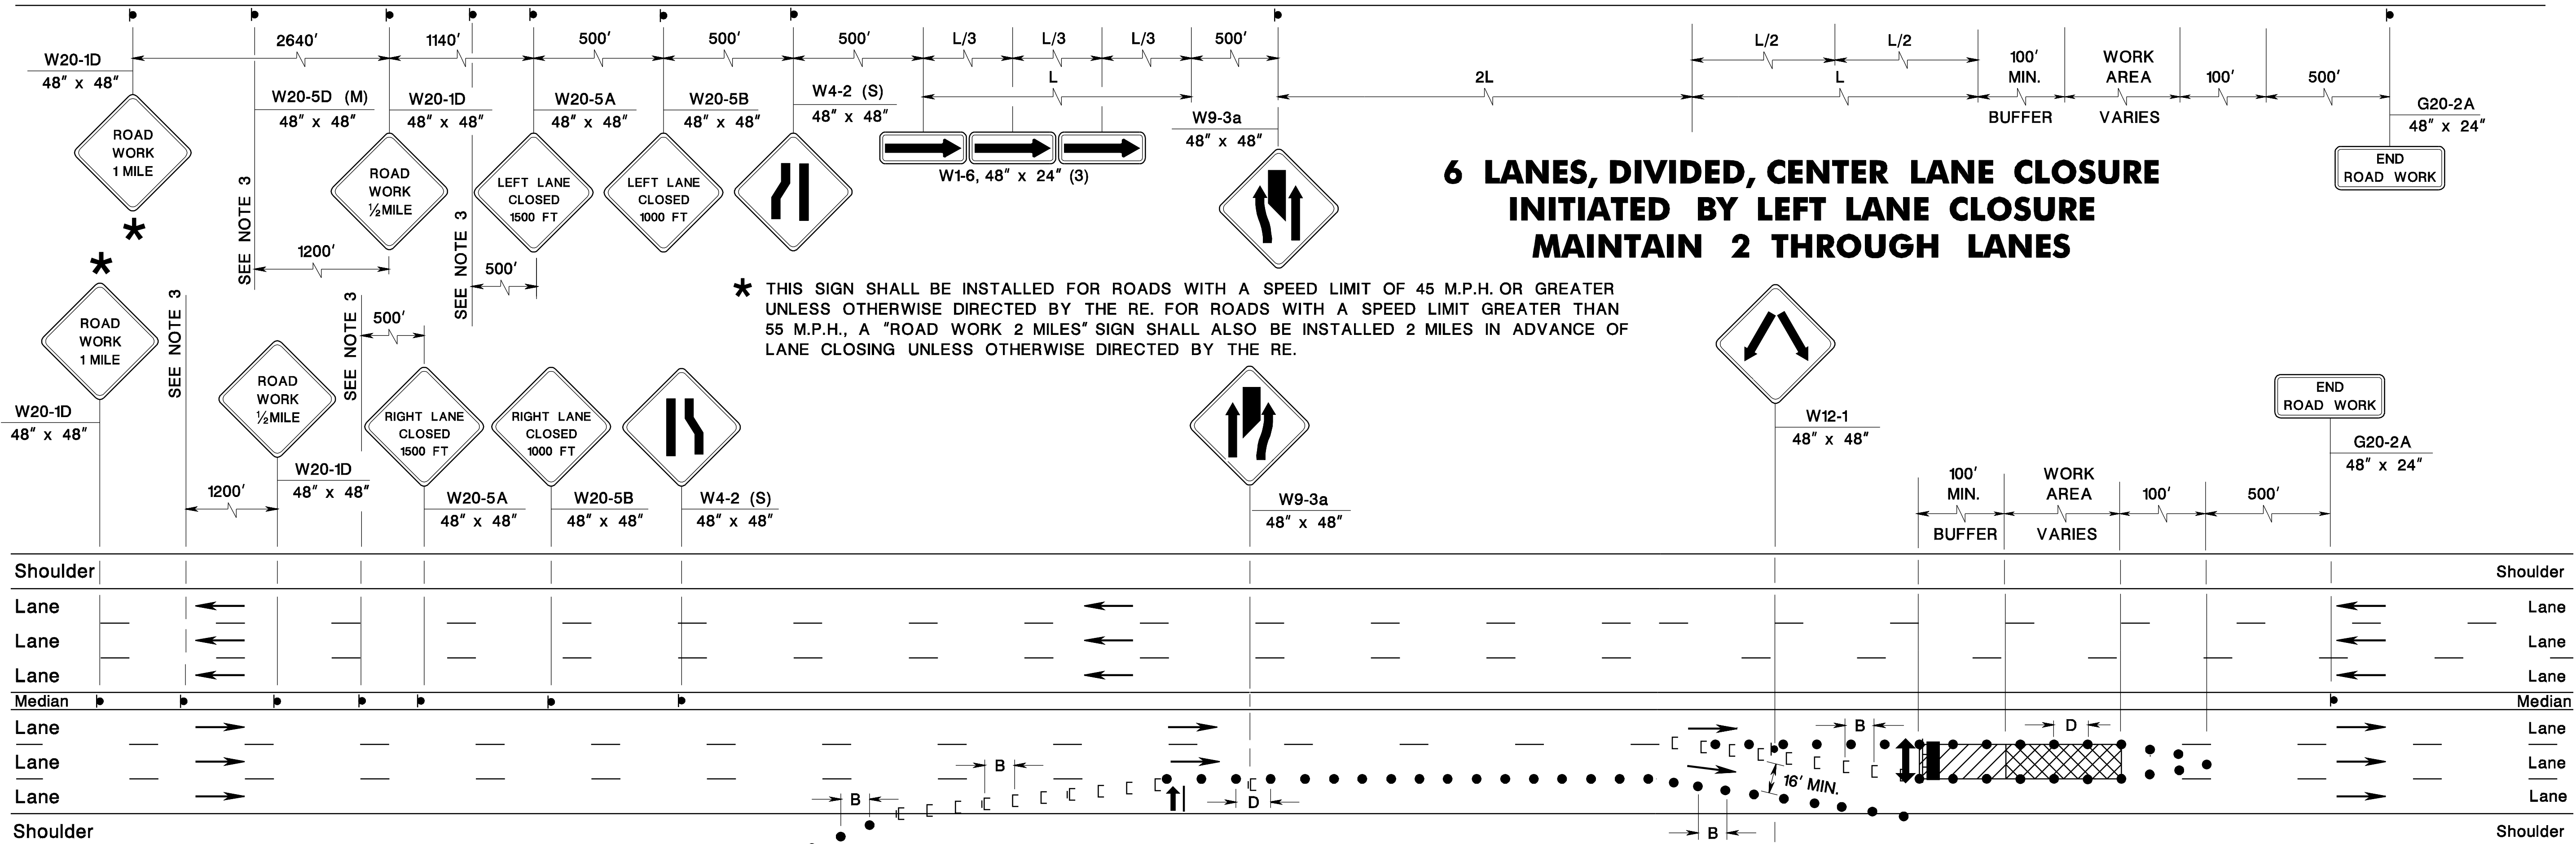 2640'
1140'
500'
500'
500'
L/3
L/3
L/3
500'
L/2
L/2
L
2L
L
100'
MIN.
BUFFER
WORK
AREA
VARIES
100'
500'
W20-1D
48" x 48"
W20-5D (M)
48" x 48"
W20-1D
48" x 48"
W20-5A
48" x 48"
W20-5B
48" x 48"
W4-2 (S)
48" x 48"
W9-3a
48" x 48"
G20-2A
48" x 24"
ROAD
WORK
1 MILE
ROAD
WORK
½ MILE
LEFT LANE
CLOSED
1500 FT
LEFT LANE
CLOSED
1000 FT
W1-6, 48" x 24" (3)
END
ROAD WORK
SEE NOTE 3
SEE NOTE 3
1200'
500'
6 LANES, DIVIDED, CENTER LANE CLOSURE
INITIATED BY LEFT LANE CLOSURE
MAINTAIN 2 THROUGH LANES
*
*
* THIS SIGN SHALL BE INSTALLED FOR ROADS WITH A SPEED LIMIT OF 45 M.P.H. OR GREATER
UNLESS OTHERWISE DIRECTED BY THE RE. FOR ROADS WITH A SPEED LIMIT GREATER THAN
55 M.P.H., A "ROAD WORK 2 MILES" SIGN SHALL ALSO BE INSTALLED 2 MILES IN ADVANCE OF
LANE CLOSING UNLESS OTHERWISE DIRECTED BY THE RE.
ROAD
WORK
1 MILE
SEE NOTE 3
ROAD
WORK
½ MILE
SEE NOTE 3
500'
RIGHT LANE
CLOSED
1500 FT
RIGHT LANE
CLOSED
1000 FT
END
ROAD WORK
W20-1D
48" x 48"
1200'
W20-1D
48" x 48"
W20-5A
48" x 48"
W20-5B
48" x 48"
W4-2 (S)
48" x 48"
W9-3a
48" x 48"
W12-1
48" x 48"
G20-2A
48" x 24"
100'
MIN.
BUFFER
WORK
AREA
VARIES
100'
500'
Shoulder
Shoulder
Lane
Lane
Lane
Lane
Lane
Lane
Median
Median
Lane
B
D
Lane
Lane
B
Lane
Lane
B
D
16' MIN.
Lane
Shoulder
B
Shoulder